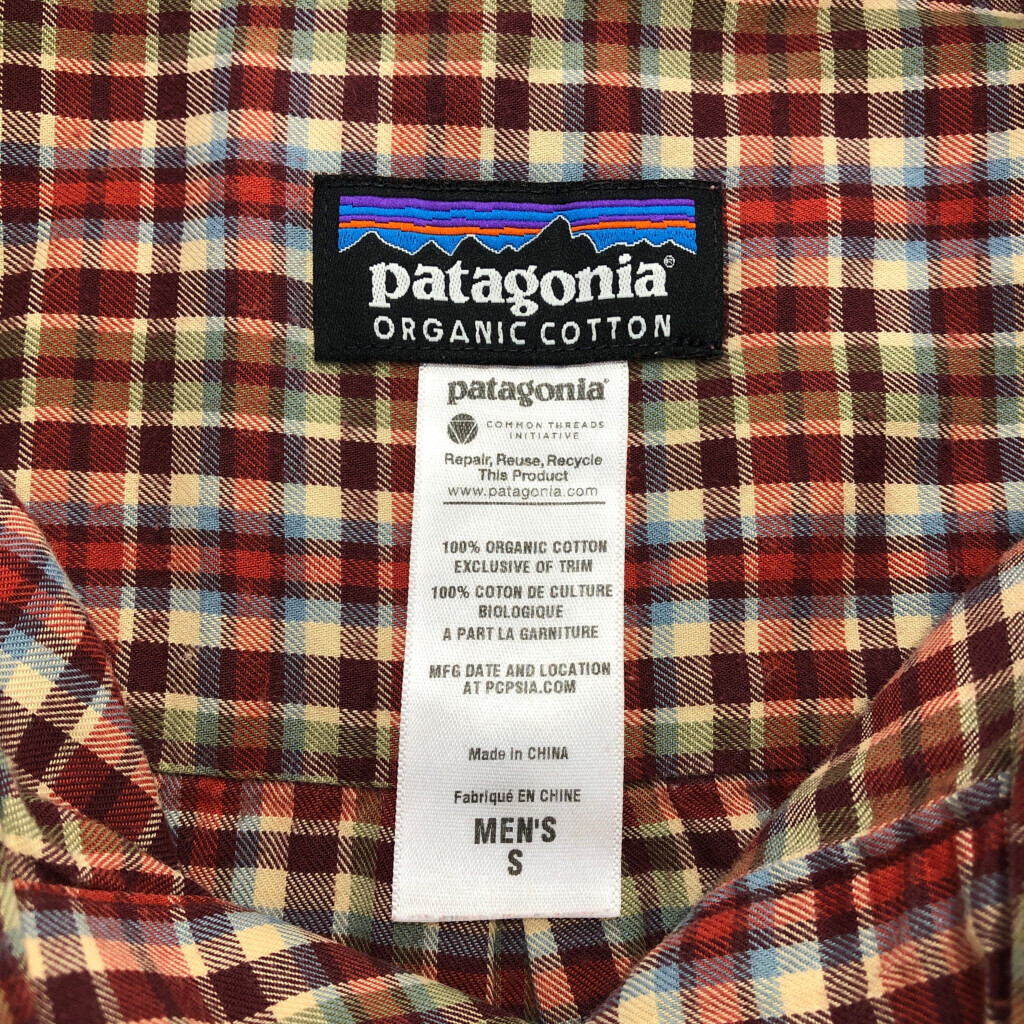 patagonia®
ORGANIC COTTON
patagonia®
COMMON THREADS
INITIATIVE
Repair, Reuse, Recycle
This Product
www.patagonia.com
100% ORGANIC COTTON
EXCLUSIVE OF TRIM
100% COTON DE CULTURE
BIOLOGIQUE
A PART LA GARNITURE
MFG DATE AND LOCATION
AT PCPSIA.COM
Made in CHINA
Fabriqué EN CHINE
MEN'S
S